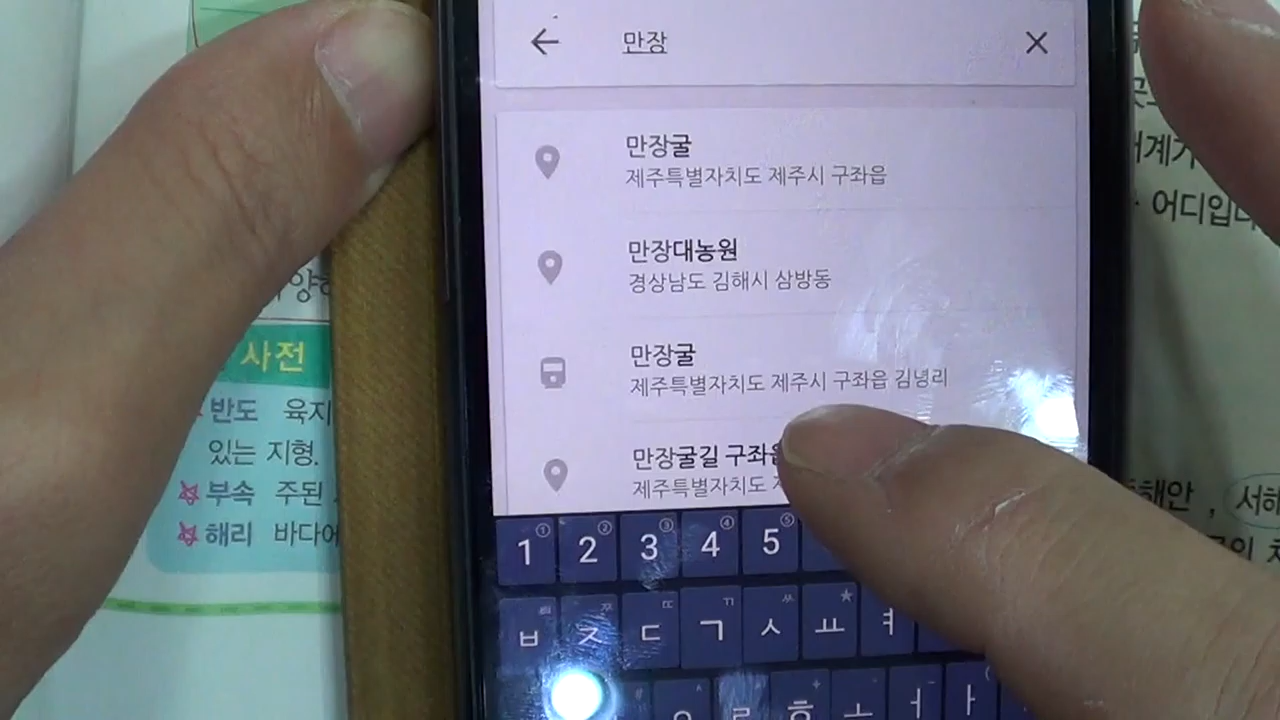 만장
만장굴
제주특별자치도 제주시 구좌읍
만장대농원
경상남도 김해시 삼방동
만장굴
제주특별자치도 제주시 구좌읍 김녕리
만장굴길 구좌읍
제주특별자치도
1 2 3 4 5
ㅂ ㅈ ㄷ ㄱ ㅅ ㅛ ㅕ
ㄹ ㅎ ㅗ ㅓ ㅏ
사전
반도 육지
있는 지형.
부속 주된
해리 바다에
어디입니
해안 , 서해